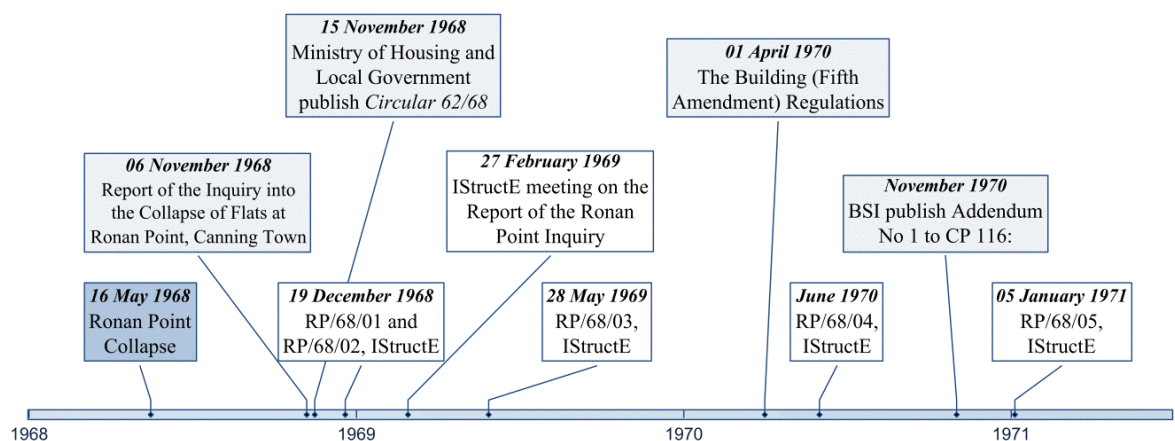 15 November 1968
Ministry of Housing and
Local Government
publish Circular 62/68
01 April 1970
The Building (Fifth
Amendment) Regulations
06 November 1968
Report of the Inquiry into
the Collapse of Flats at
Ronan Point, Canning Town
27 February 1969
IStructE meeting on the
Report of the Ronan
Point Inquiry
November 1970
BSI publish Addendum
No 1 to CP 116:
16 May 1968
Ronan Point
Collapse
19 December 1968
RP/68/01 and
RP/68/02, IStructE
28 May 1969
RP/68/03,
IStructE
June 1970
RP/68/04,
IStructE
05 January 1971
RP/68/05,
IStructE
1968
1969
1970
1971